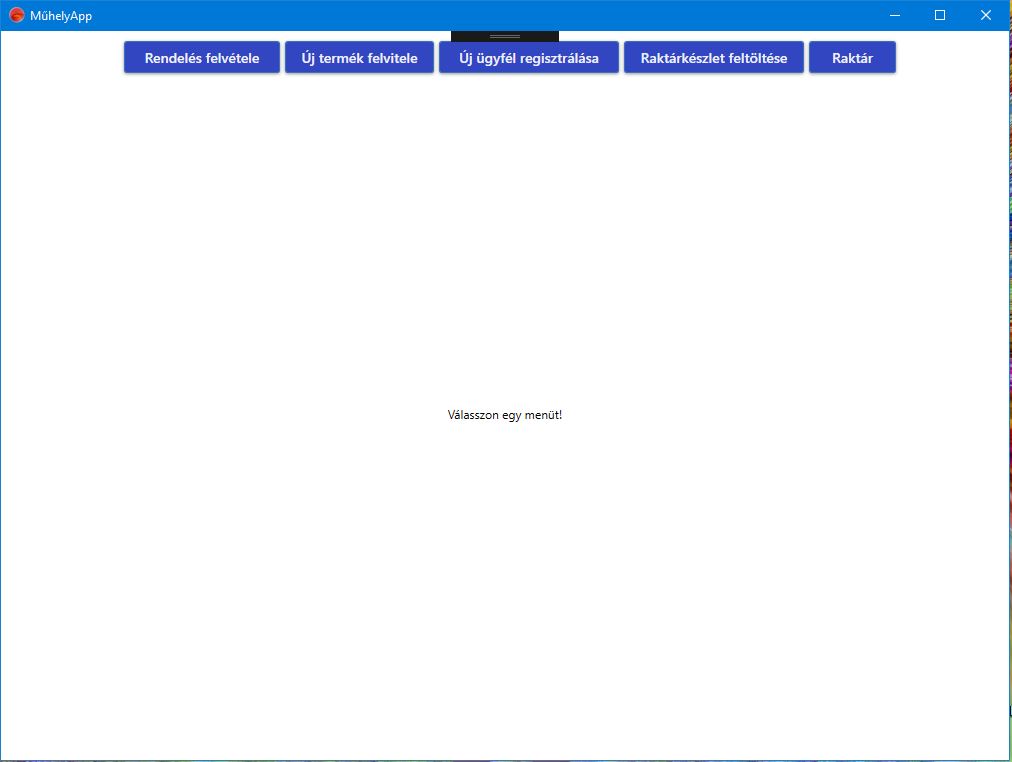 MűhelyApp
Rendelés felvétele Új termék felvitele Új ügyfél regisztrálása Raktárkészlet feltöltése Raktár
Válasszon egy menüt!